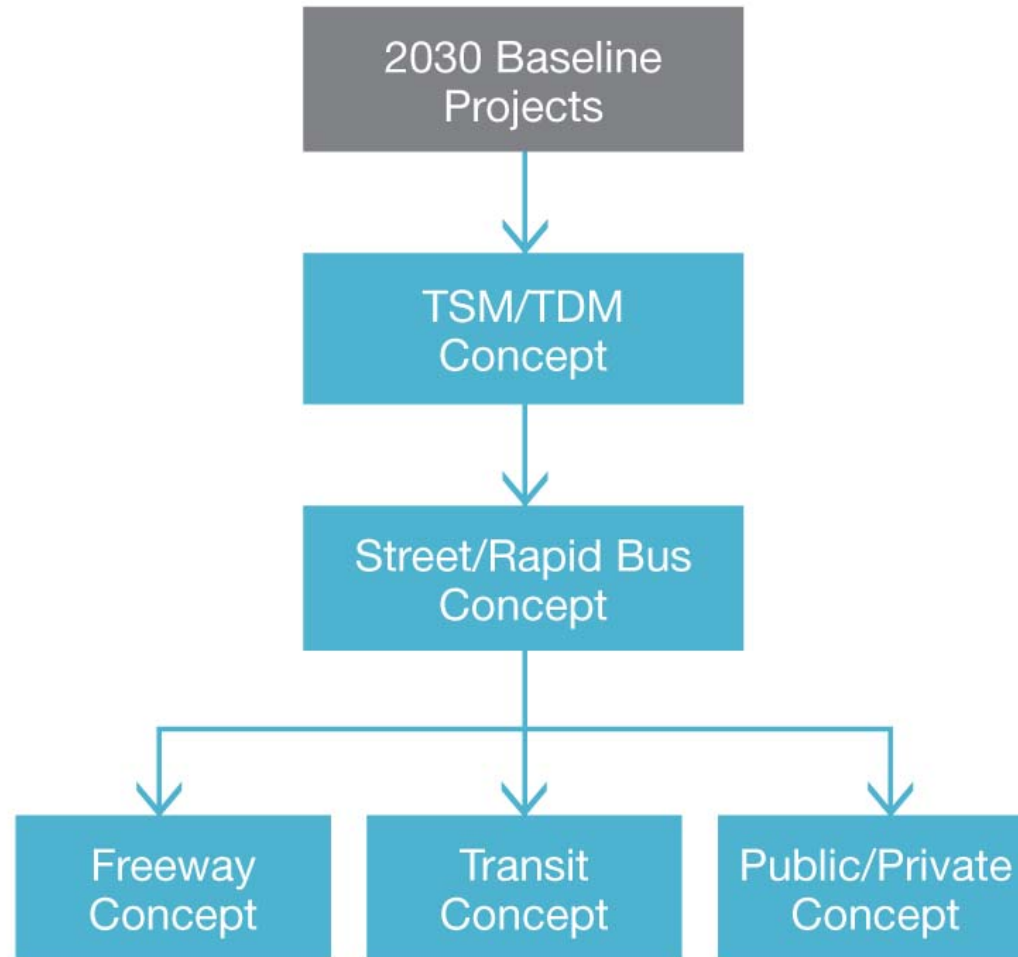 2030 Baseline
Projects
TSM/TDM
Concept
Street/Rapid Bus
Concept
Freeway
Concept
Transit
Concept
Public/Private
Concept